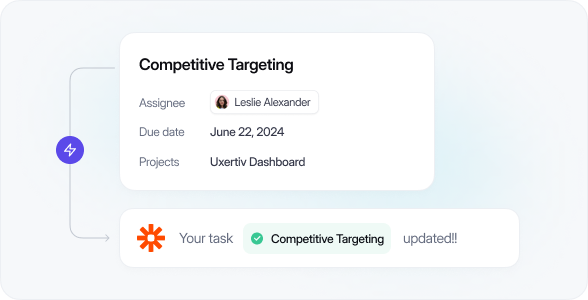 Competitive Targeting
Assignee Leslie Alexander
Due date June 22, 2024
Projects Uxertiv Dashboard
Your task Competitive Targeting updated!!